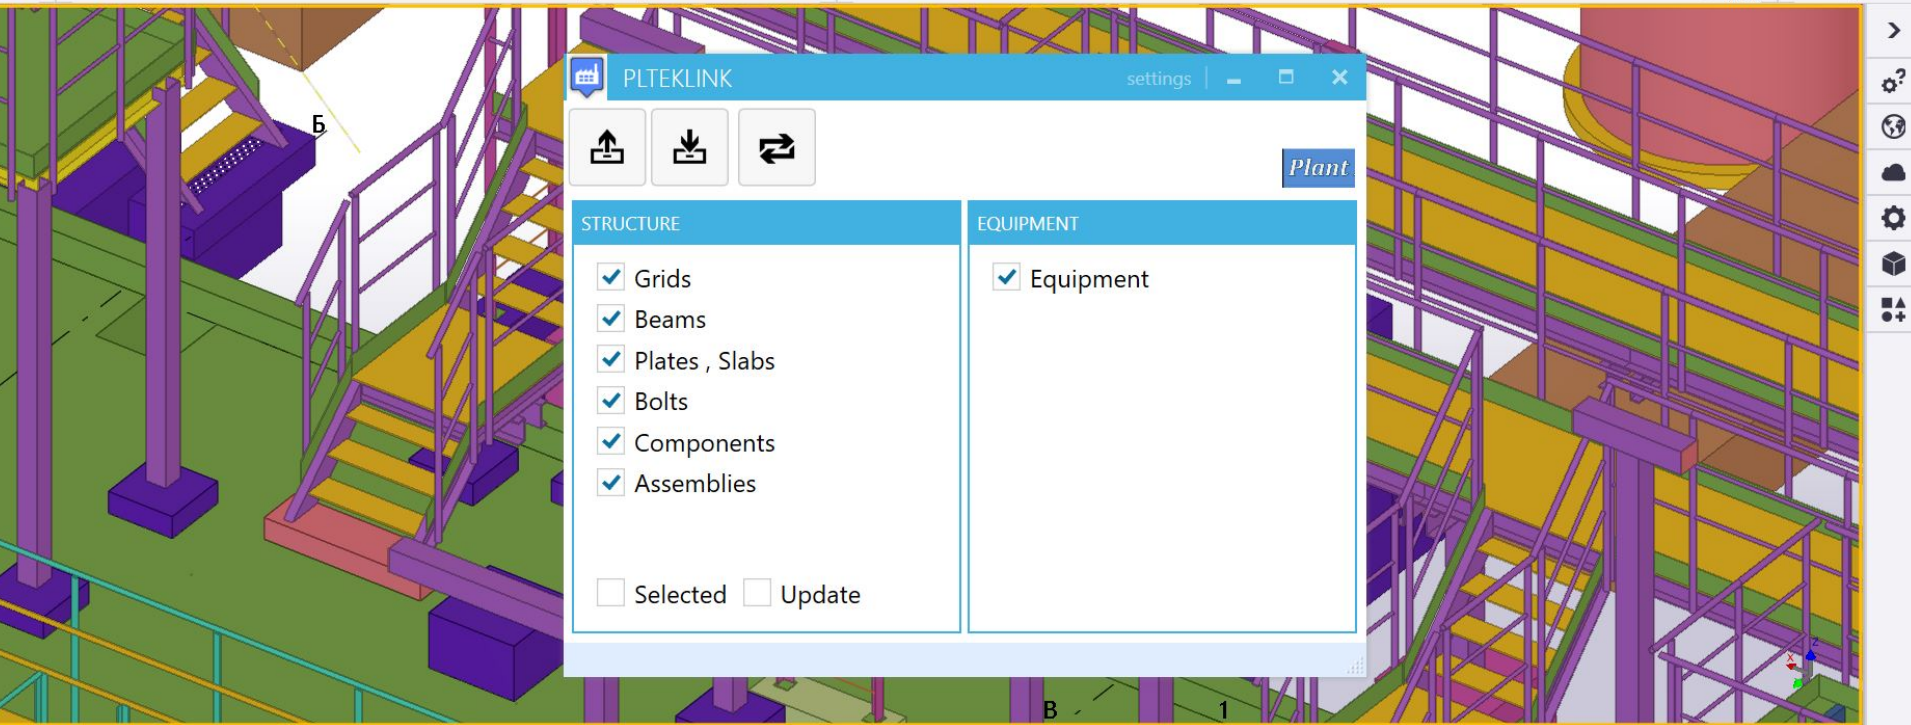 Б
PLTEKLINK settings
Plant
STRUCTURE
Grids
Beams
Plates , Slabs
Bolts
Components
Assemblies
Selected Update
EQUIPMENT
Equipment
В 1
Z
X